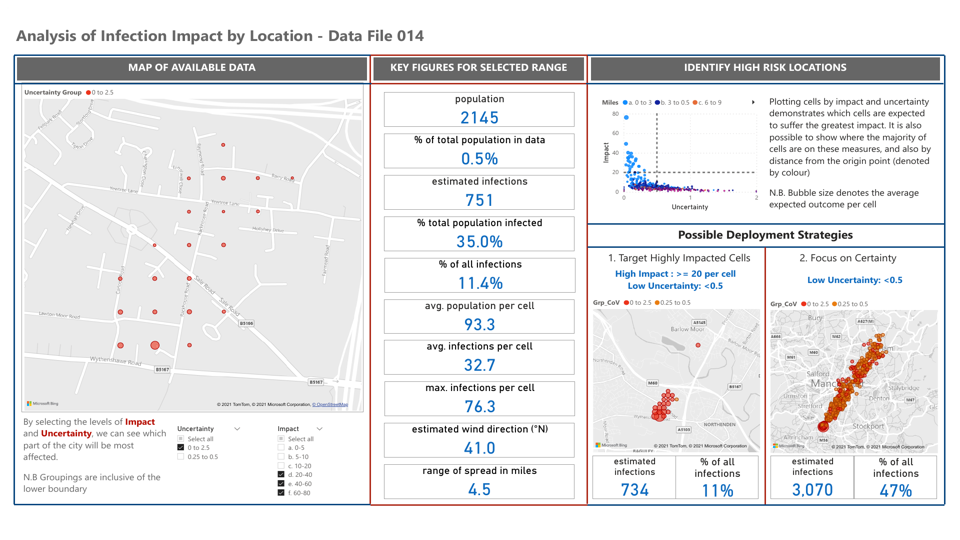 Analysis of Infection Impact by Location - Data File 014
MAP OF AVAILABLE DATA
KEY FIGURES FOR SELECTED RANGE
IDENTIFY HIGH RISK LOCATIONS
Uncertainty Group 0 to 2.5
Wythenshawe Road
B5167
B5166
B5167
Sale Road
Microsoft Bing
© 2021 TomTom, © 2021 Microsoft Corporation, © OpenStreetMap
By selecting the levels of Impact
and Uncertainty, we can see which
part of the city will be most
affected.
N.B Groupings are inclusive of the
lower boundary
Uncertainty
Select all
0 to 2.5
0.25 to 0.5
Impact
Select all
a. 0-5
b. 5-10
c. 10-20
d. 20-40
e. 40-60
f. 60-80
population
2145
% of total population in data
0.5%
estimated infections
751
% total population infected
35.0%
% of all infections
11.4%
avg. population per cell
93.3
avg. infections per cell
32.7
max. infections per cell
76.3
estimated wind direction (°N)
41.0
range of spread in miles
4.5
Miles a. 0 to 3 b. 3 to 0.5 c. 6 to 9
80
60
40
20
0
Impact
0 1 2
Uncertainty
Plotting cells by impact and uncertainty
demonstrates which cells are expected
to suffer the greatest impact. It is also
possible to show where the majority of
cells are on these measures, and also by
distance from the origin point (denoted
by colour)
N.B. Bubble size denotes the average
expected outcome per cell
Possible Deployment Strategies
1. Target Highly Impacted Cells
High Impact : >= 20 per cell
Low Uncertainty: <0.5
Grp_CoV 0 to 2.5 0.25 to 0.5
A5145
Barlow Moor
M60
B5167
NORTHENDEN
A5103
Microsoft Bing
© 2021 TomTom, © 2021 Microsoft Corporation
estimated
infections
734
% of all
infections
11%
2. Focus on Certainty
Low Uncertainty: <0.5
Grp_CoV 0 to 2.5 0.25 to 0.5
Bury
A627(M)
M61
M60
M62
Salford
Manc
Stalybridge
Denton
M67
Stockport
M56
Microsoft Bing
© 2021 TomTom, © 2021 Microsoft Corporation
estimated
infections
3,070
% of all
infections
47%